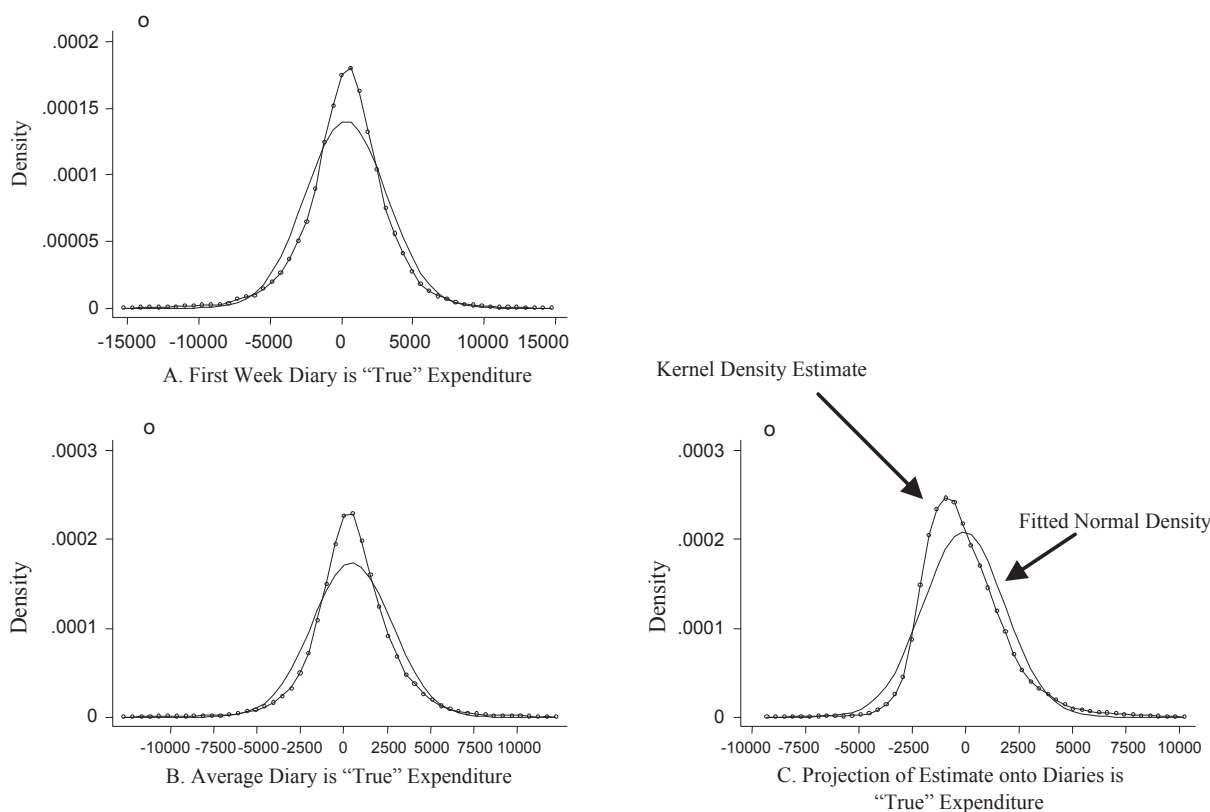 o
.0002
.00015
.0001
.00005
0
Density
-15000 -10000 -5000 0 5000 10000 15000
A. First Week Diary is “True” Expenditure
o
.0003
.0002
.0001
0
Density
-10000 -7500 -5000 -2500 0 2500 5000 7500 10000
B. Average Diary is “True” Expenditure
Kernel Density Estimate
Fitted Normal Density
o
.0003
.0002
.0001
0
Density
-10000 -7500 -5000 -2500 0 2500 5000 7500 10000
C. Projection of Estimate onto Diaries is
“True” Expenditure